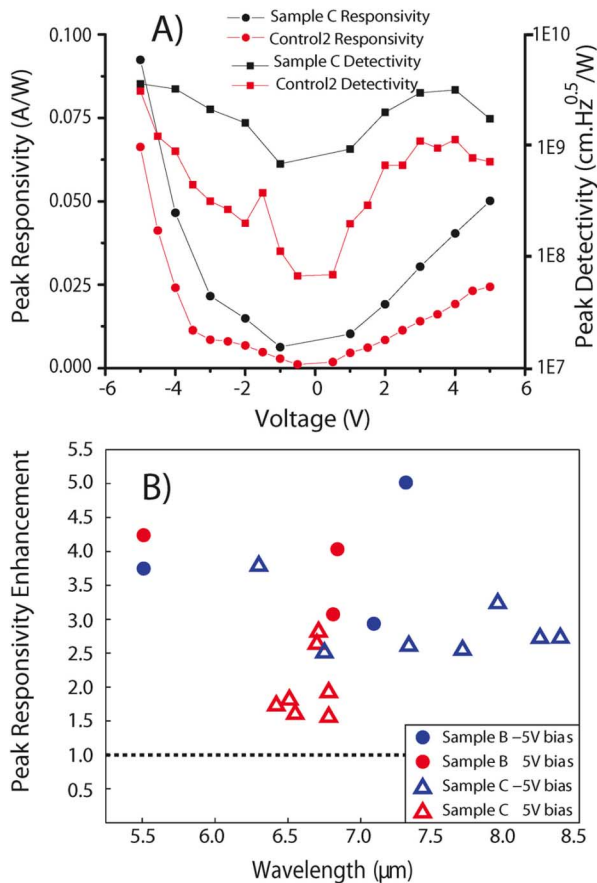 A)
Sample C Responsivity
Control2 Responsivity
Sample C Detectivity
Control2 Detectivity
Peak Responsivity (A/W)
0.100
0.075
0.050
0.025
0.000
Peak Detectivity (cm.Hz^0.5/W)
1E10
1E9
1E8
1E7
-6 -4 -2 0 2 4 6
Voltage (V)
B)
Peak Responsivity Enhancement
5.5
5.0
4.5
4.0
3.5
3.0
2.5
2.0
1.5
1.0
0.5
0
Sample B −5V bias
Sample B 5V bias
Sample C −5V bias
Sample C 5V bias
5.5 6.0 6.5 7.0 7.5 8.0 8.5
Wavelength (μm)